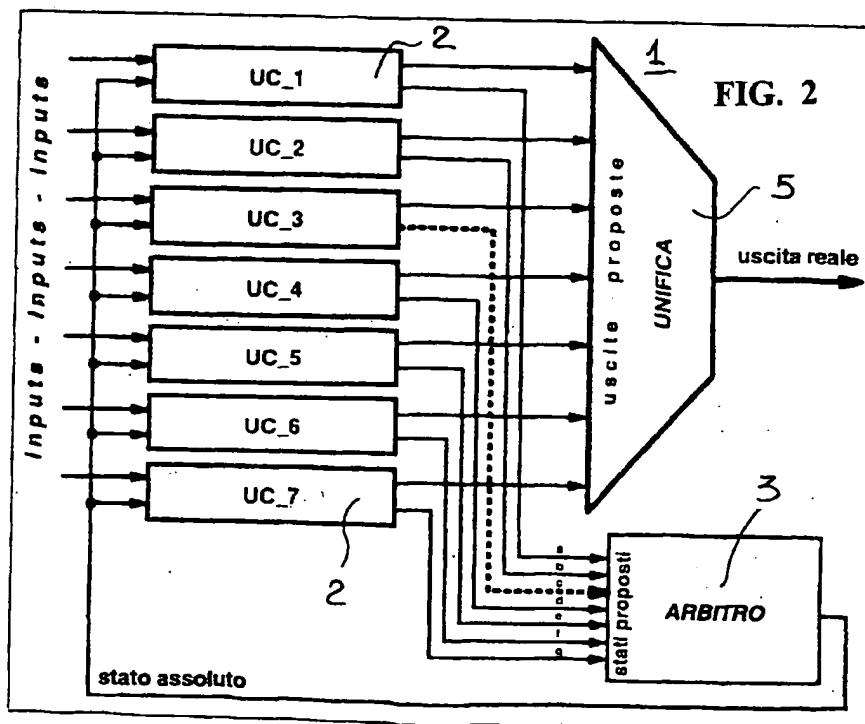 Inputs - Inputs - Inputs
UC_1
2
UC_2
UC_3
UC_4
UC_5
UC_6
UC_7
2
1
FIG. 2
uscite proposte
UNIFICA
5
uscita reale
3
a
b
c
d
e
f
g
stati proposti
ARBITRO
stato assoluto